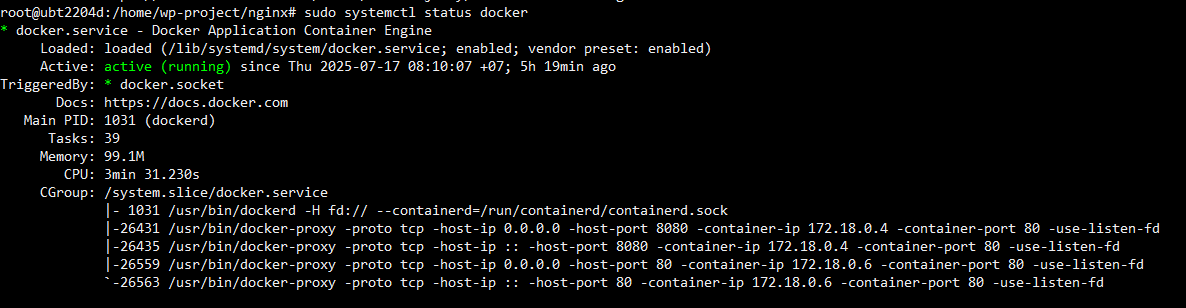 root@ubt2204d:/home/wp-project/nginx# sudo systemctl status docker
* docker.service - Docker Application Container Engine
     Loaded: loaded (/lib/systemd/system/docker.service; enabled; vendor preset: enabled)
     Active: active (running) since Thu 2025-07-17 08:10:07 +07; 5h 19min ago
TriggeredBy: * docker.socket
       Docs: https://docs.docker.com
   Main PID: 1031 (dockerd)
      Tasks: 39
     Memory: 99.1M
        CPU: 3min 31.230s
     CGroup: /system.slice/docker.service
             |- 1031 /usr/bin/dockerd -H fd:// --containerd=/run/containerd/containerd.sock
             |-26431 /usr/bin/docker-proxy -proto tcp -host-ip 0.0.0.0 -host-port 8080 -container-ip 172.18.0.4 -container-port 80 -use-listen-fd
             |-26435 /usr/bin/docker-proxy -proto tcp -host-ip :: -host-port 8080 -container-ip 172.18.0.4 -container-port 80 -use-listen-fd
             |-26559 /usr/bin/docker-proxy -proto tcp -host-ip 0.0.0.0 -host-port 80 -container-ip 172.18.0.6 -container-port 80 -use-listen-fd
             `-26563 /usr/bin/docker-proxy -proto tcp -host-ip :: -host-port 80 -container-ip 172.18.0.6 -container-port 80 -use-listen-fd